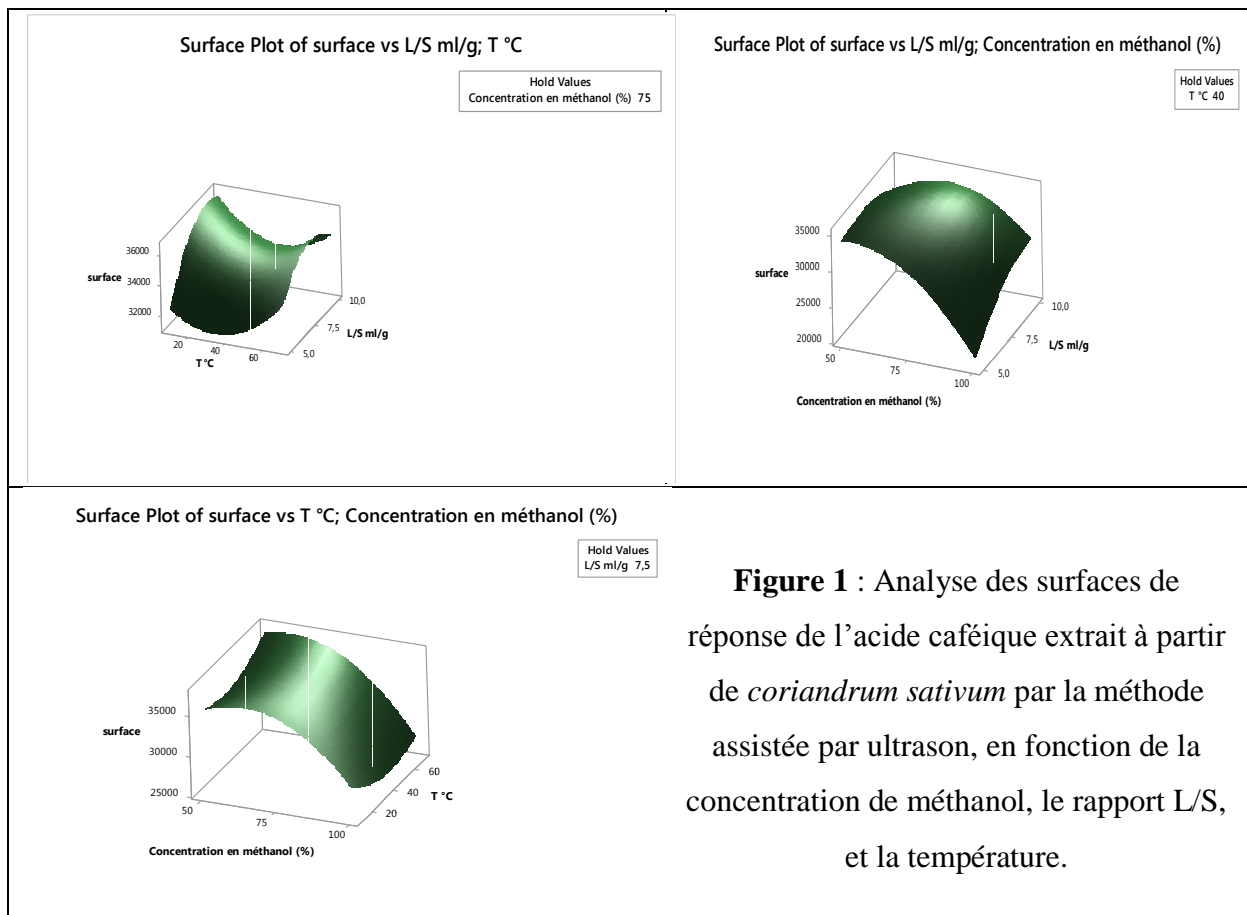 Surface Plot of surface vs L/S ml/g; T °C
Hold Values
Concentration en méthanol (%) 75
36000
surface 34000
32000
20
40
60
T °C
5,0
7,5
10,0
L/S ml/g
Surface Plot of surface vs L/S ml/g; Concentration en méthanol (%)
Hold Values
T °C 40
35000
30000
surface
25000
20000
50
75
100
Concentration en méthanol (%)
5,0
7,5
10,0
L/S ml/g
Surface Plot of surface vs T °C; Concentration en méthanol (%)
Hold Values
L/S ml/g 7,5
35000
surface
30000
25000
50
75
100
Concentration en méthanol (%)
20
40
60
T °C
Figure 1 : Analyse des surfaces de
réponse de l’acide caféique extrait à partir
de coriandrum sativum par la méthode
assistée par ultrason, en fonction de la
concentration de méthanol, le rapport L/S,
et la température.